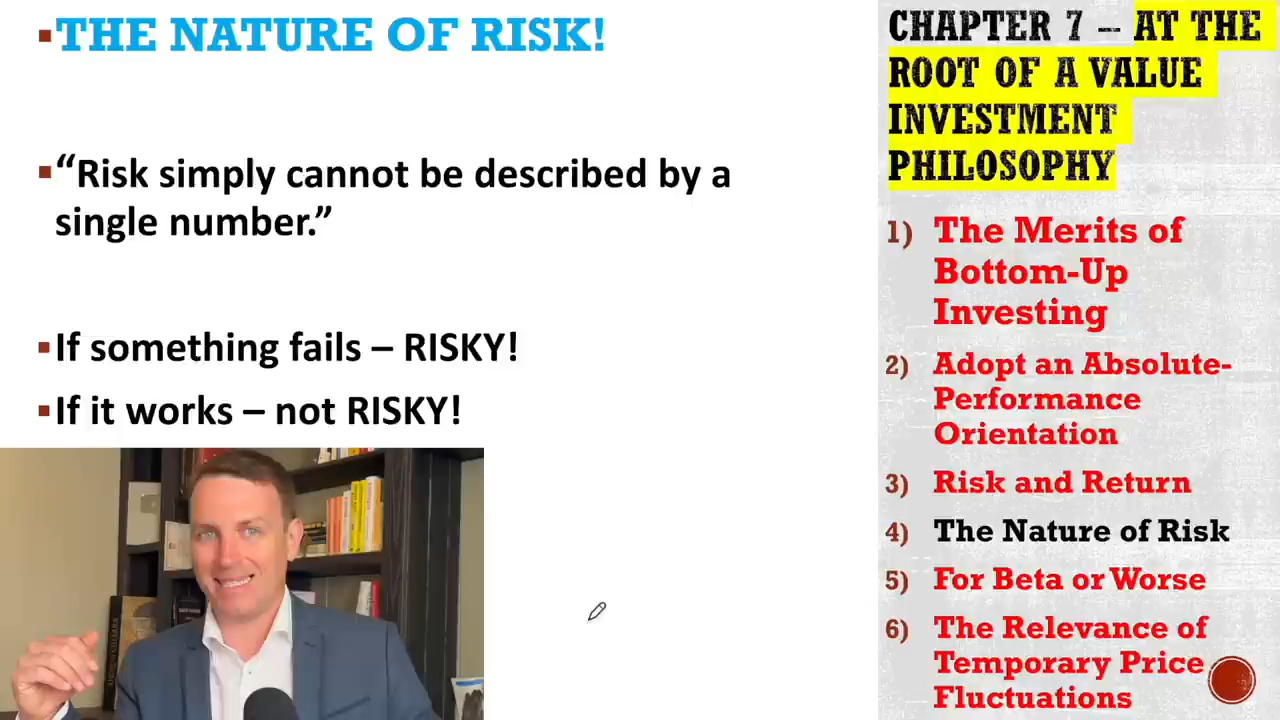 THE NATURE OF RISK!
“Risk simply cannot be described by a
single number.”
If something fails – RISKY!
If it works – not RISKY!
CHAPTER 7 – AT THE
ROOT OF A VALUE
INVESTMENT
PHILOSOPHY
1) The Merits of
Bottom-Up
Investing
2) Adopt an Absolute-
Performance
Orientation
3) Risk and Return
4) The Nature of Risk
5) For Beta or Worse
6) The Relevance of
Temporary Price
Fluctuations